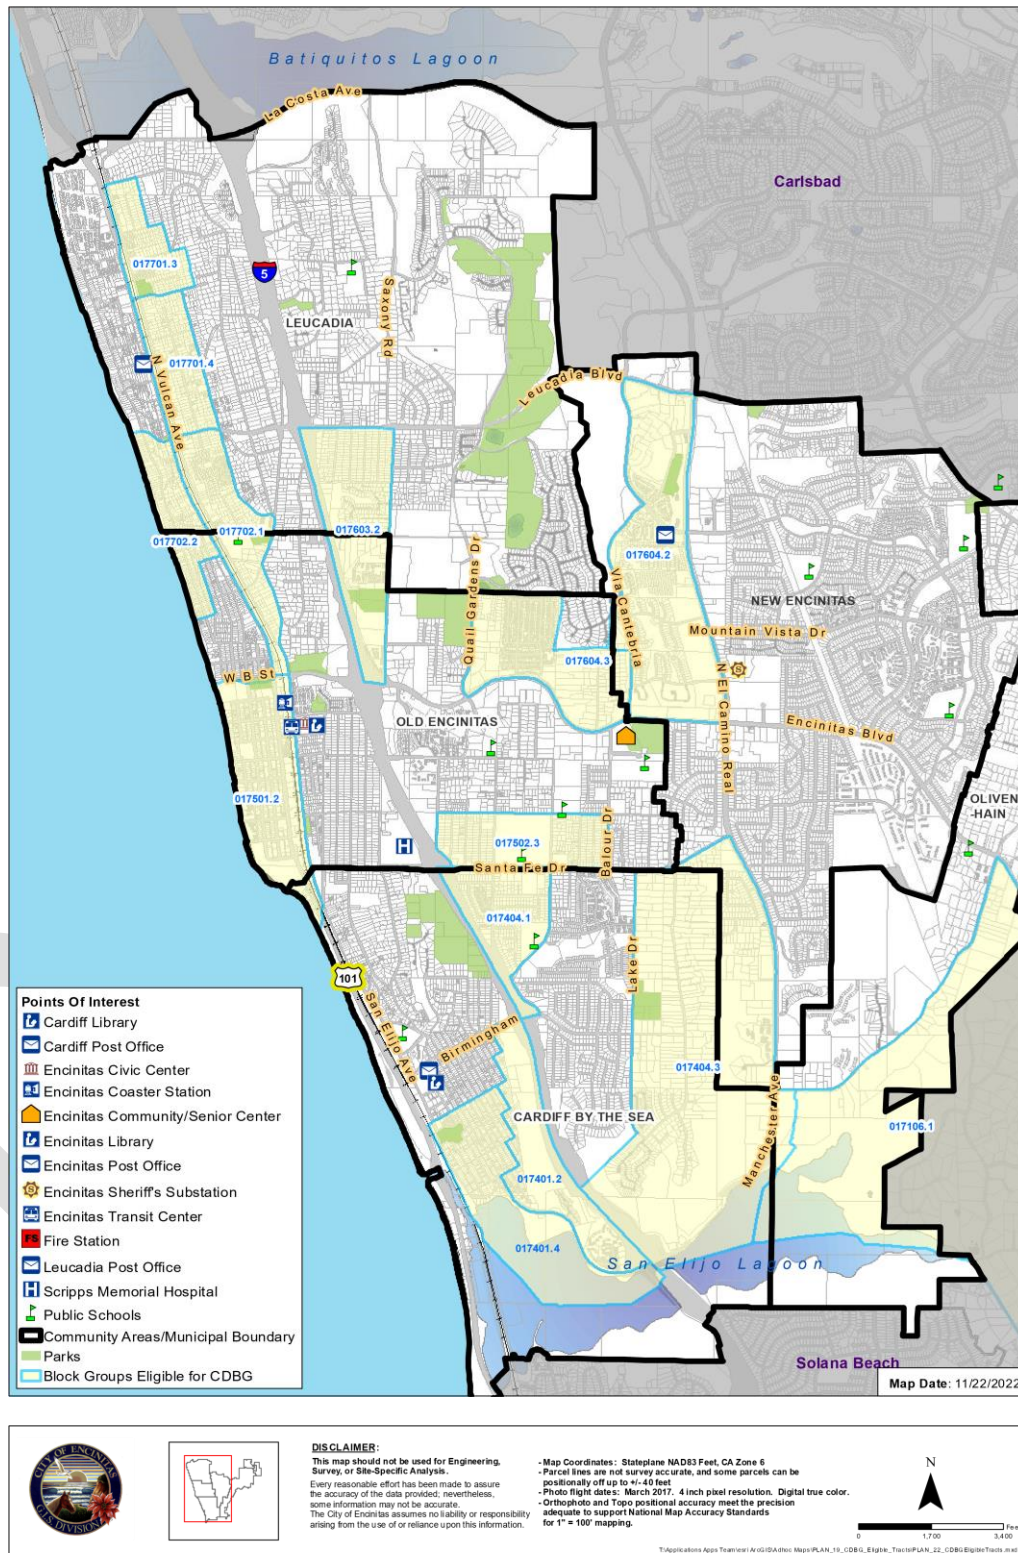 Batiquitos Lagoon
La Costa Ave
Carlsbad
017701.3
5
Saxony Rd
LEUCADIA
017701.4
N Vulcan Ave
Leucadia Blvd
017702.1
017702.2
017603.2
017604.2
Quail Gardens Dr
Via Cantebria
NEW ENCINITAS
Mountain Vista Dr
017604.3
W B St
OLD ENCINITAS
N El Camino Real
Encinitas Blvd
017501.2
OLIVEN
-HAIN
017502.3
Balour Dr
Santa Fe Dr
017404.1
Lake Dr
101
San Elijo Ave
Birmingham
017404.3
Manchester Ave
CARDIFF BY THE SEA
017106.1
017401.2
017401.4
San Elijo Lagoon
Solana Beach
Points Of Interest
Cardiff Library
Cardiff Post Office
Encinitas Civic Center
Encinitas Coaster Station
Encinitas Community/Senior Center
Encinitas Library
Encinitas Post Office
Encinitas Sheriff's Substation
Encinitas Transit Center
FS Fire Station
Leucadia Post Office
H Scripps Memorial Hospital
Public Schools
Community Areas/Municipal Boundary
Parks
Block Groups Eligible for CDBG
Map Date: 11/22/2022
CITY OF ENCINITAS
G.I.S. DIVISION
DISCLAIMER:
This map should not be used for Engineering,
Survey, or Site-Specific Analysis.
Every reasonable effort has been made to assure
the accuracy of the data provided; nevertheless,
some information may not be accurate.
The City of Encinitas assumes no liability or responsibility
arising from the use of or reliance upon this information.
- Map Coordinates: Stateplane NAD83 Feet, CA Zone 6
- Parcel lines are not survey accurate, and some parcels can be
positionally off up to +/- 40 feet
- Photo flight dates: March 2017. 4 inch pixel resolution. Digital true color.
- Orthophoto and Topo positional accuracy meet the precision
adequate to support National Map Accuracy Standards
for 1" = 100' mapping.
N
Feet
0 1,700 3,400